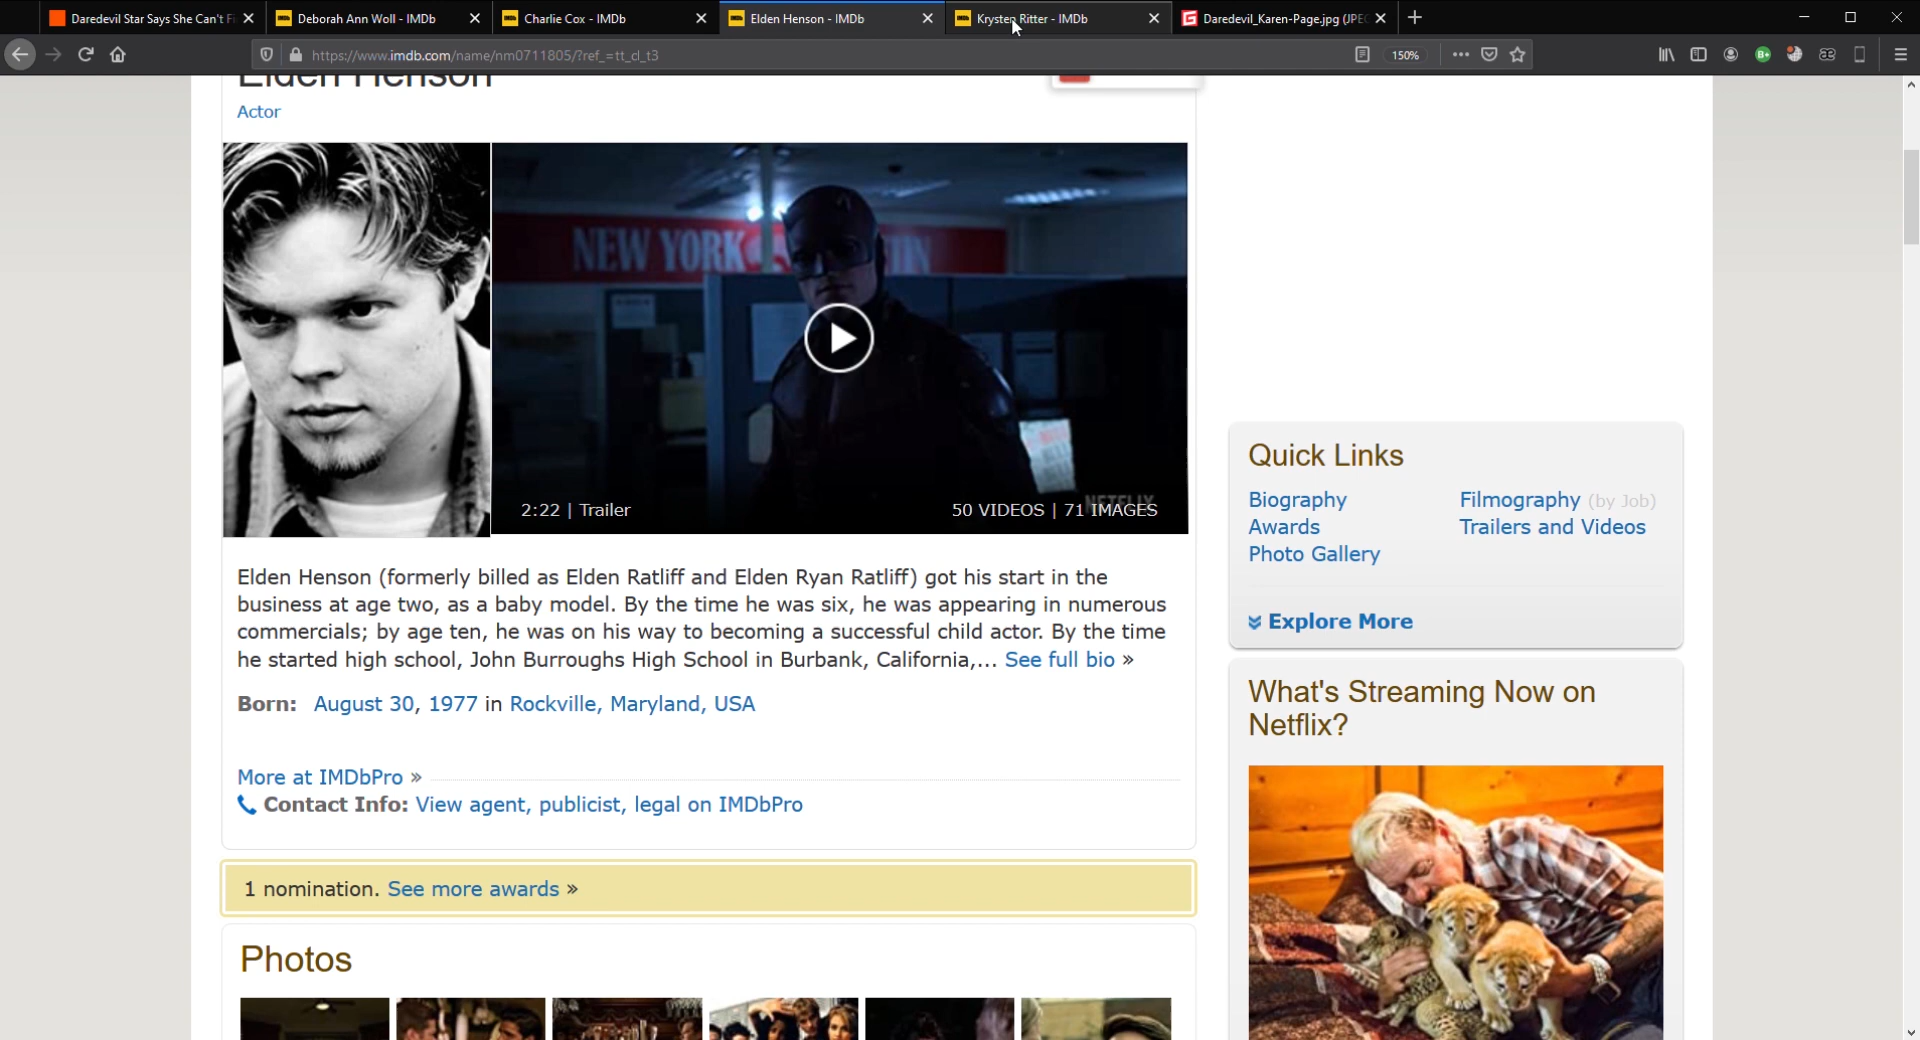 Daredevil Star Says She Can't Fi
Deborah Ann Woll - IMDb
Charlie Cox - IMDb
Elden Henson - IMDb
Krysten Ritter - IMDb
Daredevil_Karen-Page.jpg (JPEG
https://www.imdb.com/name/nm0711805/?ref_=tt_cl_t3
150%
Elden Henson
Actor
NEW YORK
NETFLIX
2:22 | Trailer
50 VIDEOS | 71 IMAGES
Elden Henson (formerly billed as Elden Ratliff and Elden Ryan Ratliff) got his start in the
business at age two, as a baby model. By the time he was six, he was appearing in numerous
commercials; by age ten, he was on his way to becoming a successful child actor. By the time
he started high school, John Burroughs High School in Burbank, California,... See full bio »
Born: August 30, 1977 in Rockville, Maryland, USA
More at IMDbPro »
Contact Info: View agent, publicist, legal on IMDbPro
1 nomination. See more awards »
Photos
Quick Links
Biography
Filmography (by Job)
Awards
Trailers and Videos
Photo Gallery
Explore More
What's Streaming Now on
Netflix?